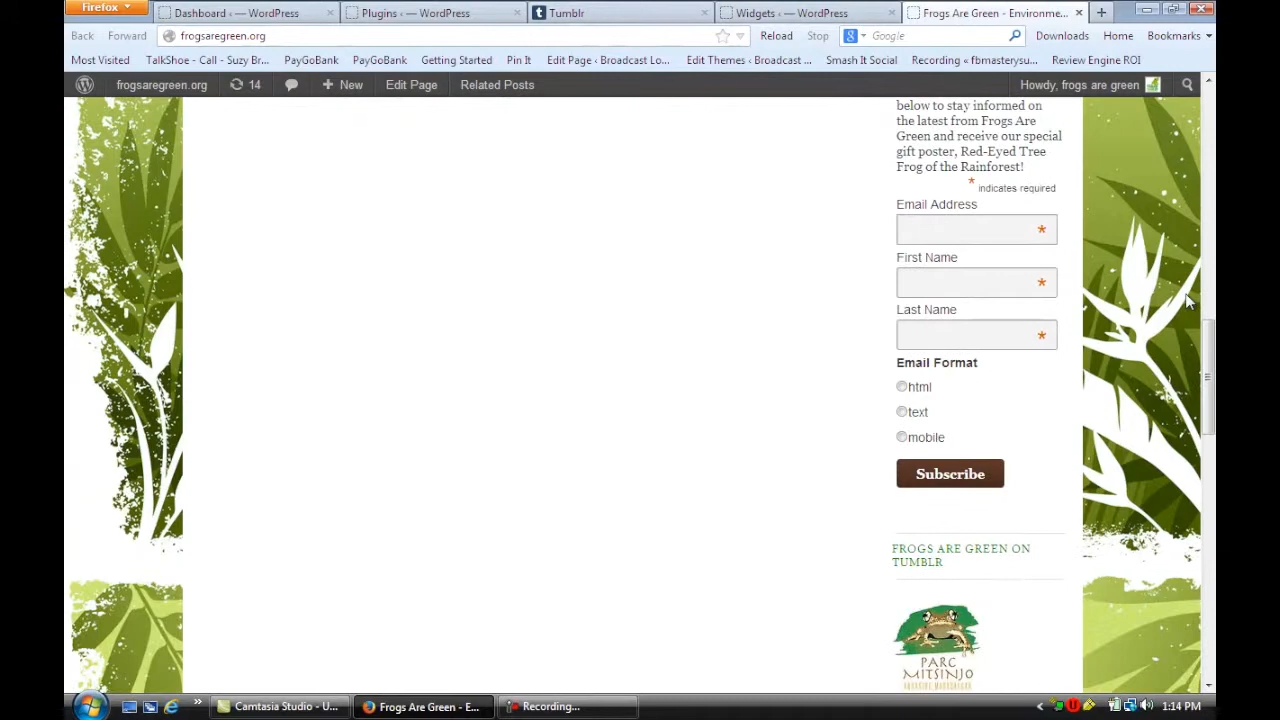 Firefox
Dashboard ‹ — WordPress
Plugins ‹ — WordPress
Tumblr
Widgets ‹ — WordPress
Frogs Are Green - Environme...
Back Forward frogsaregreen.org Google Reload Stop Downloads Home Bookmarks
Most Visited TalkShoe - Call - Suzy Br... PayGoBank PayGoBank Getting Started Pin It Edit Page ‹ Broadcast Lo... Edit Themes ‹ Broadcast ... Smash It Social Recording « fbmasterysu... Review Engine ROI
frogsaregreen.org 14 New Edit Page Related Posts Howdy, frogs are green
below to stay informed on
the latest from Frogs Are
Green and receive our special
gift poster, Red-Eyed Tree
Frog of the Rainforest!
* indicates required
Email Address
*
First Name
*
Last Name
*
Email Format
html
text
mobile
Subscribe
FROGS ARE GREEN ON
TUMBLR
PARC
MITSINJO
Camtasia Studio - U... Frogs Are Green - E... Recording... 1:14 PM